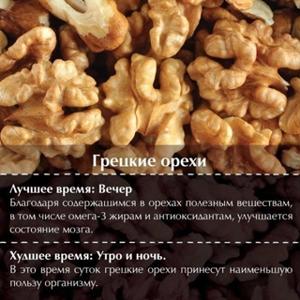 Грецкие орехи
Лучшее время: Вечер
Благодаря содержащимся в орехах полезным веществам,
в том числе омега-3 жирам и антиоксидантам, улучшается
состояние мозга.
Худшее время: Утро и ночь.
В это время суток грецкие орехи принесут наименьшую
пользу организму.